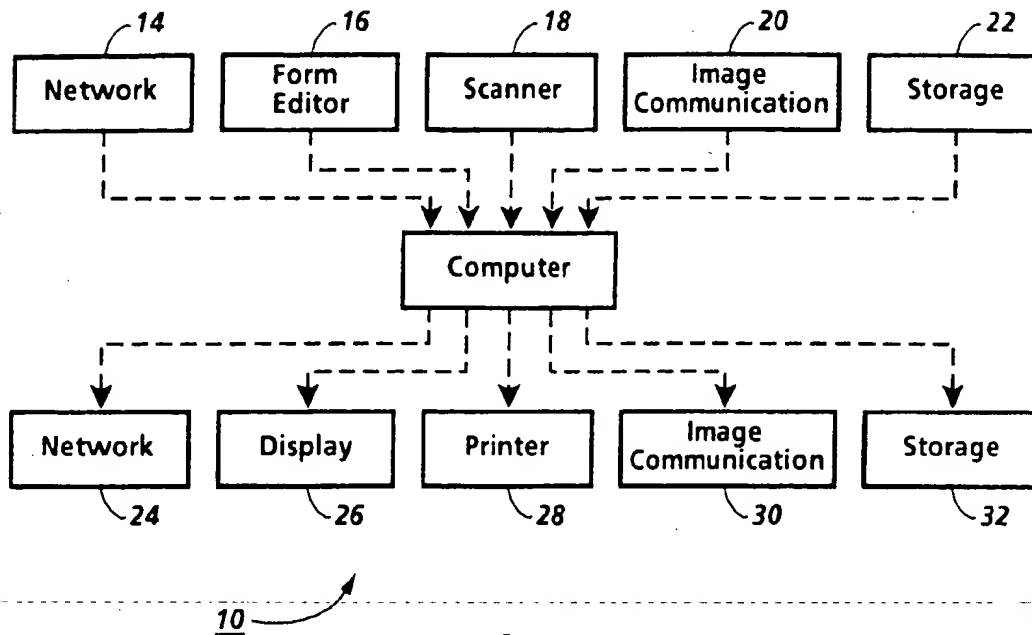 14 16 18 20 22
Network Form Editor Scanner Image Communication Storage
Computer
Network Display Printer Image Communication Storage
24 26 28 30 32
10